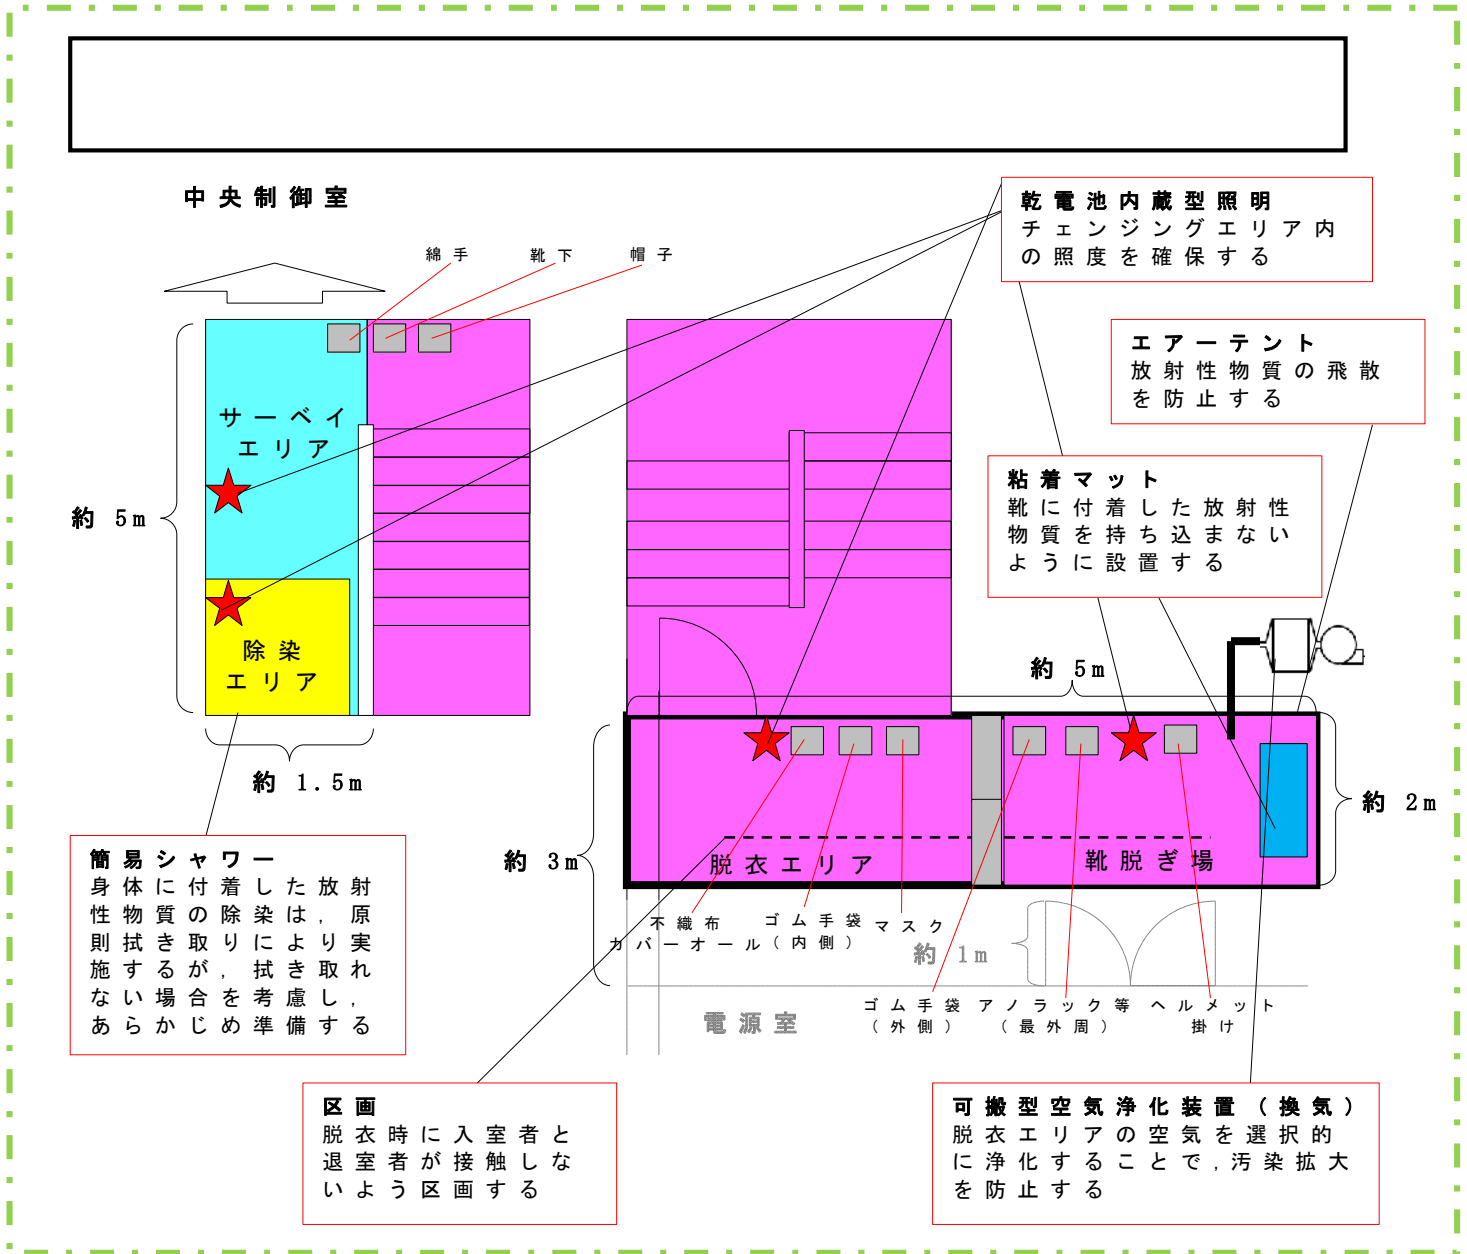 中央制御室
綿手
靴下
帽子
乾電池内蔵型照明
チェンジングエリア内
の照度を確保する
エアーテント
放射性物質の飛散
を防止する
サーベイ
エリア
粘着マット
靴に付着した放射性
物質を持ち込まない
ように設置する
約 5m
除染
エリア
約 5m
約 1.5m
約 2m
約 3m
脱衣エリア
靴脱ぎ場
簡易シャワー
身体に付着した放射
性物質の除染は，原
則拭き取りにより実
施するが，拭き取れ
ない場合を考慮し，
あらかじめ準備する
不織布
カバーオール
ゴム手袋
（内側）
マスク
約 1m
ゴム手袋
（外側）
アノラック等
（最外周）
ヘルメット
掛け
電源室
区画
脱衣時に入室者と
退室者が接触しな
いよう区画する
可搬型空気浄化装置（換気）
脱衣エリアの空気を選択的
に浄化することで，汚染拡大
を防止する